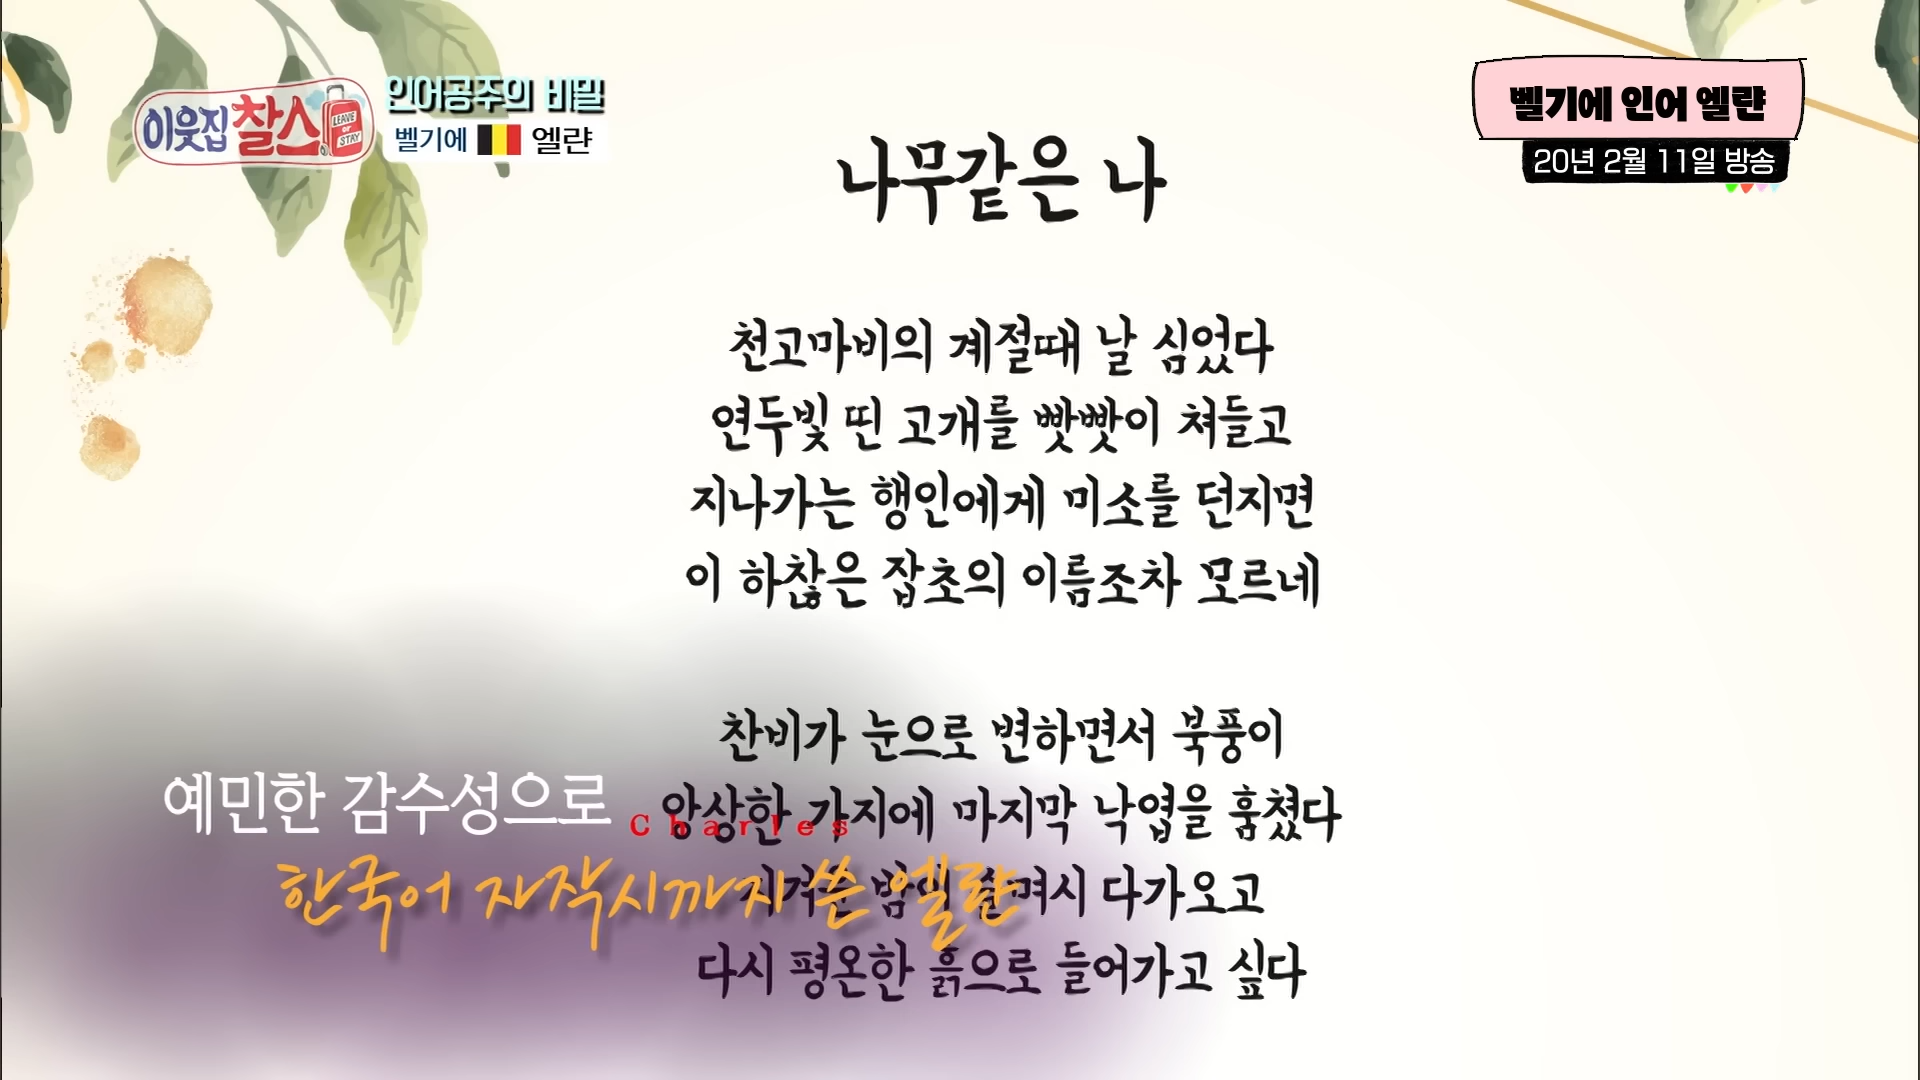 이웃집 찰스
LEAVE or STAY
인어공주의 비밀
벨기에 엘랸
벨기에 인어 엘랸
20년 2월 11일 방송
나무같은 나
천고마비의 계절때 날 심었다
연두빛 띤 고개를 빳빳이 쳐들고
지나가는 행인에게 미소를 던지면
이 하찮은 잡초의 이름조차 모르네
찬비가 눈으로 변하면서 북풍이
앙상한 가지에 마지막 낙엽을 훔쳤다
밤이 다가오고
다시 평온한 흙으로 들어가고 싶다
예민한 감수성으로
Charles
한국어 자작시까지 쓴 엘랸